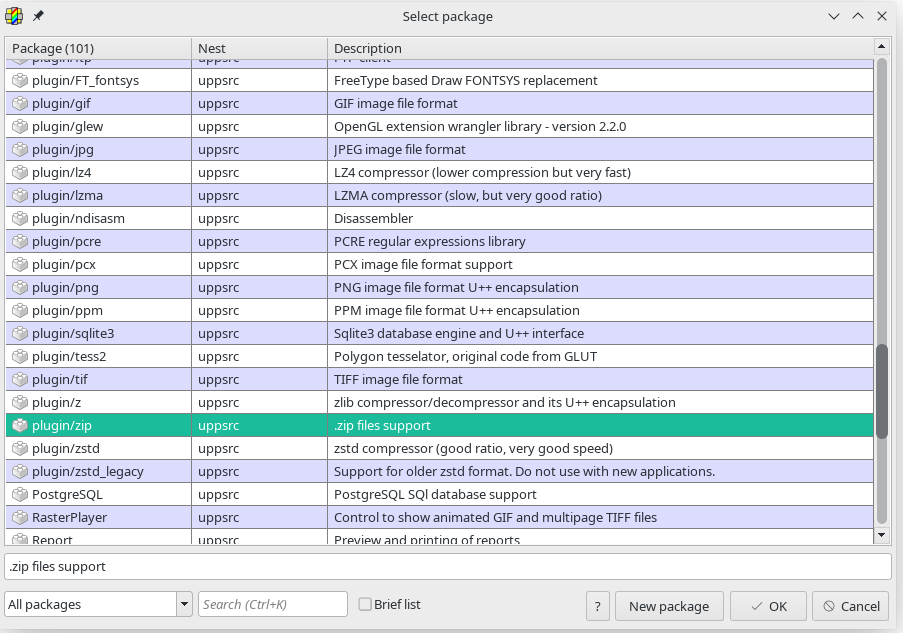 Select package
Package (101) Nest Description
plugin/ftp uppsrc FTP client
plugin/FT_fontsys uppsrc FreeType based Draw FONTSYS replacement
plugin/gif uppsrc GIF image file format
plugin/glew uppsrc OpenGL extension wrangler library - version 2.2.0
plugin/jpg uppsrc JPEG image file format
plugin/lz4 uppsrc LZ4 compressor (lower compression but very fast)
plugin/lzma uppsrc LZMA compressor (slow, but very good ratio)
plugin/ndisasm uppsrc Disassembler
plugin/pcre uppsrc PCRE regular expressions library
plugin/pcx uppsrc PCX image file format support
plugin/png uppsrc PNG image file format U++ encapsulation
plugin/ppm uppsrc PPM image file format U++ encapsulation
plugin/sqlite3 uppsrc Sqlite3 database engine and U++ interface
plugin/tess2 uppsrc Polygon tesselator, original code from GLUT
plugin/tif uppsrc TIFF image file format
plugin/z uppsrc zlib compressor/decompressor and its U++ encapsulation
plugin/zip uppsrc .zip files support
plugin/zstd uppsrc zstd compressor (good ratio, very good speed)
plugin/zstd_legacy uppsrc Support for older zstd format. Do not use with new applications.
PostgreSQL uppsrc PostgreSQL SQl database support
RasterPlayer uppsrc Control to show animated GIF and multipage TIFF files
Report uppsrc Preview and printing of reports
.zip files support
All packages Search (Ctrl+K) Brief list ? New package OK Cancel